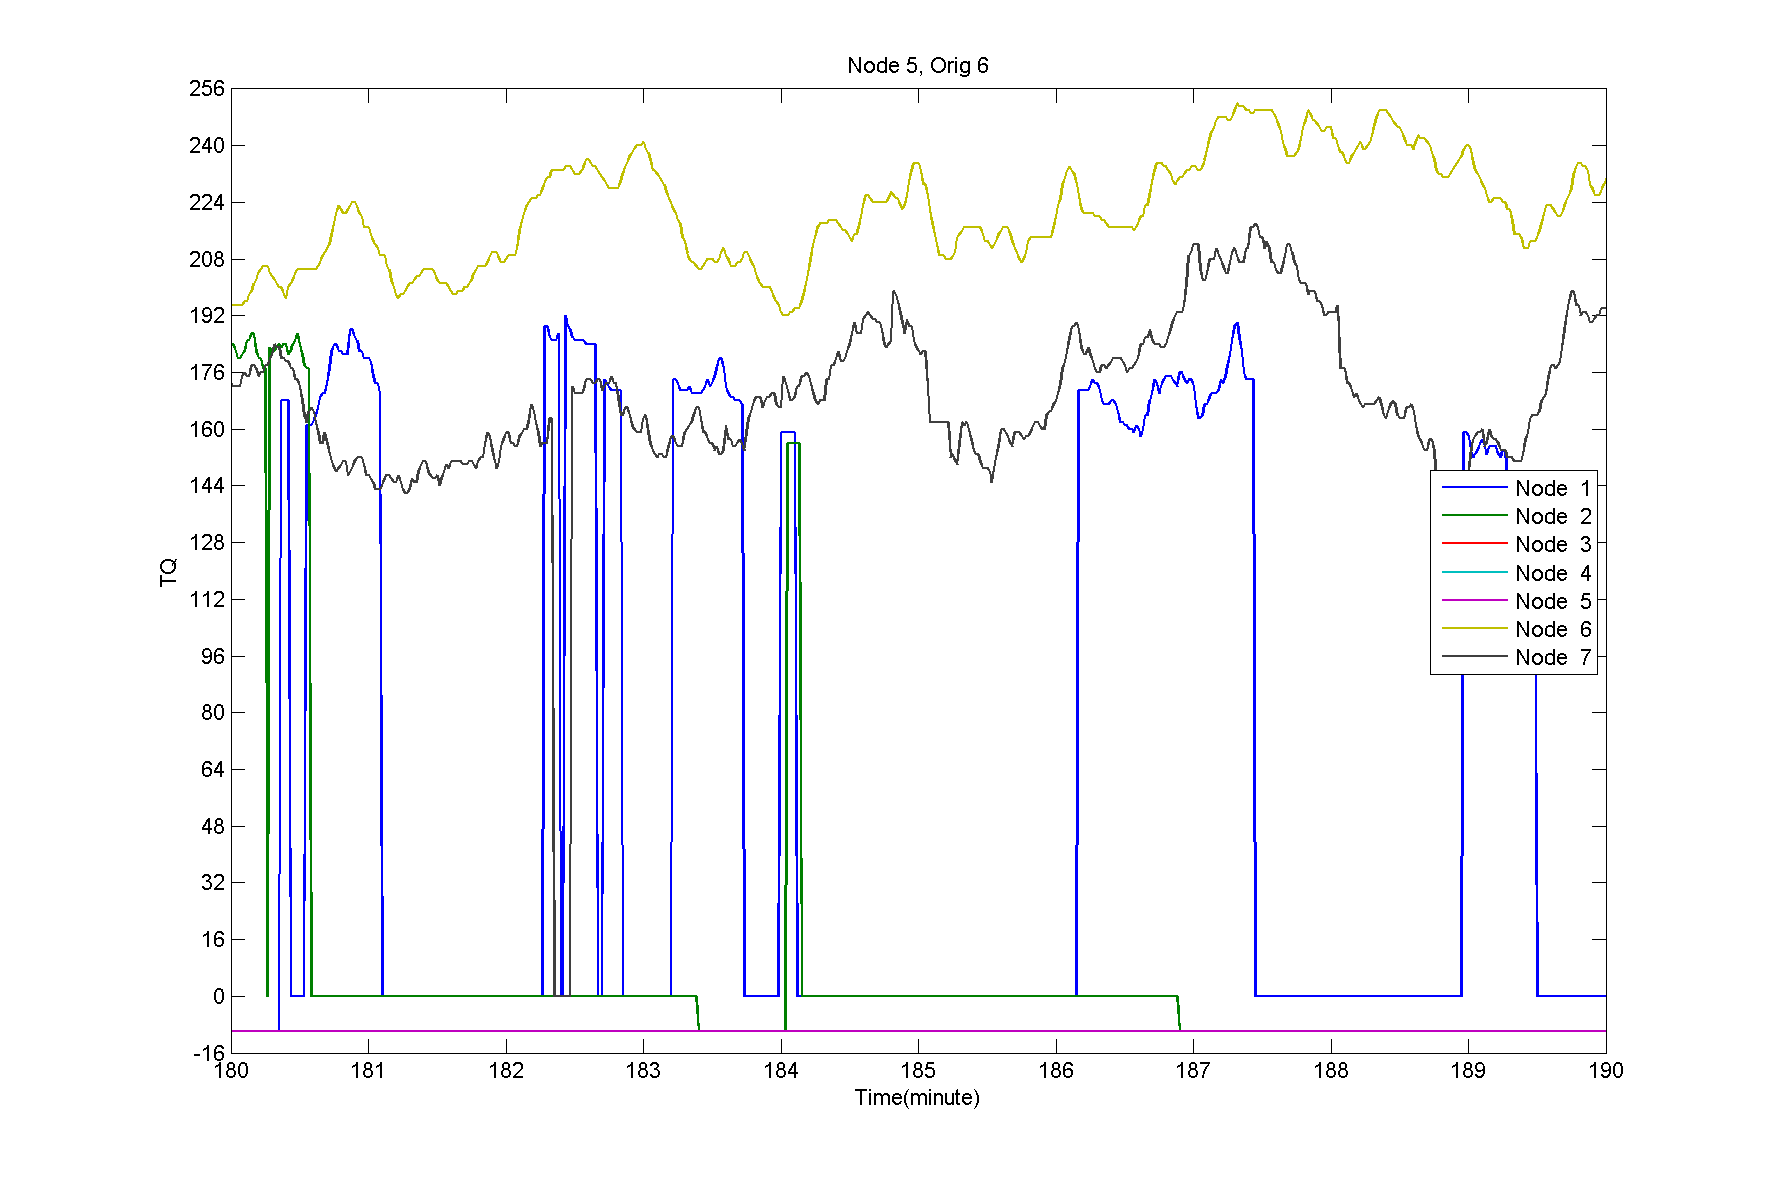 Node 5, Orig 6
256
240
224
208
192
176
160
144
128
112
96
80
64
48
32
16
0
-16
TQ
180 181 182 183 184 185 186 187 188 189 190
Time(minute)
Node 1
Node 2
Node 3
Node 4
Node 5
Node 6
Node 7